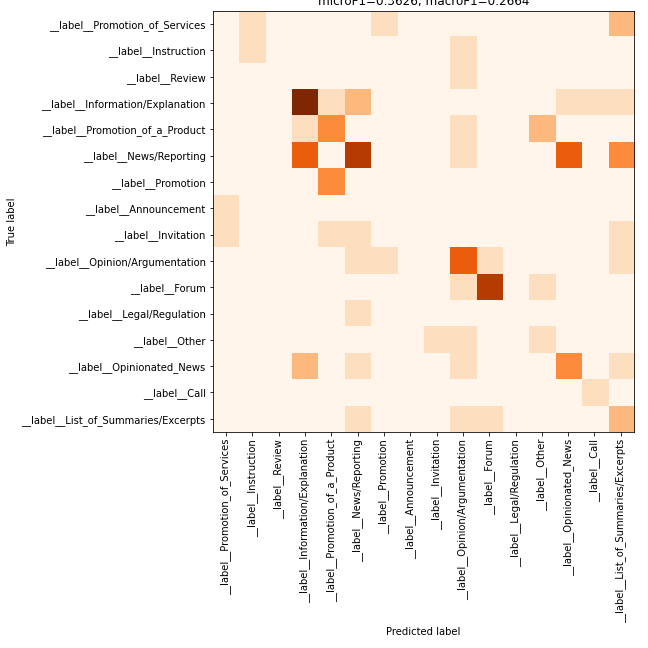 microF1=0.3626, macroF1=0.2664
True label
__label__Promotion_of_Services
__label__Instruction
__label__Review
__label__Information/Explanation
__label__Promotion_of_a_Product
__label__News/Reporting
__label__Promotion
__label__Announcement
__label__Invitation
__label__Opinion/Argumentation
__label__Forum
__label__Legal/Regulation
__label__Other
__label__Opinionated_News
__label__Call
__label__List_of_Summaries/Excerpts
__label__Promotion_of_Services
__label__Instruction
__label__Review
__label__Information/Explanation
__label__Promotion_of_a_Product
__label__News/Reporting
__label__Promotion
__label__Announcement
__label__Invitation
__label__Opinion/Argumentation
__label__Forum
__label__Legal/Regulation
__label__Other
__label__Opinionated_News
__label__Call
__label__List_of_Summaries/Excerpts
Predicted label